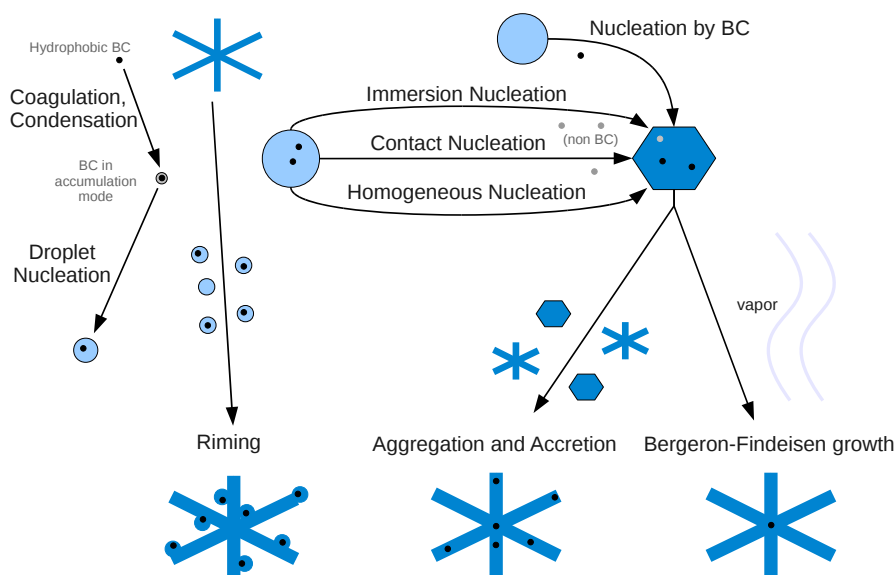 Hydrophobic BC
Coagulation,
Condensation
BC in
accumulation
mode
Droplet
Nucleation
Riming
Nucleation by BC
Immersion Nucleation
Contact Nucleation
(non BC)
Homogeneous Nucleation
vapor
Aggregation and Accretion
Bergeron-Findeisen growth